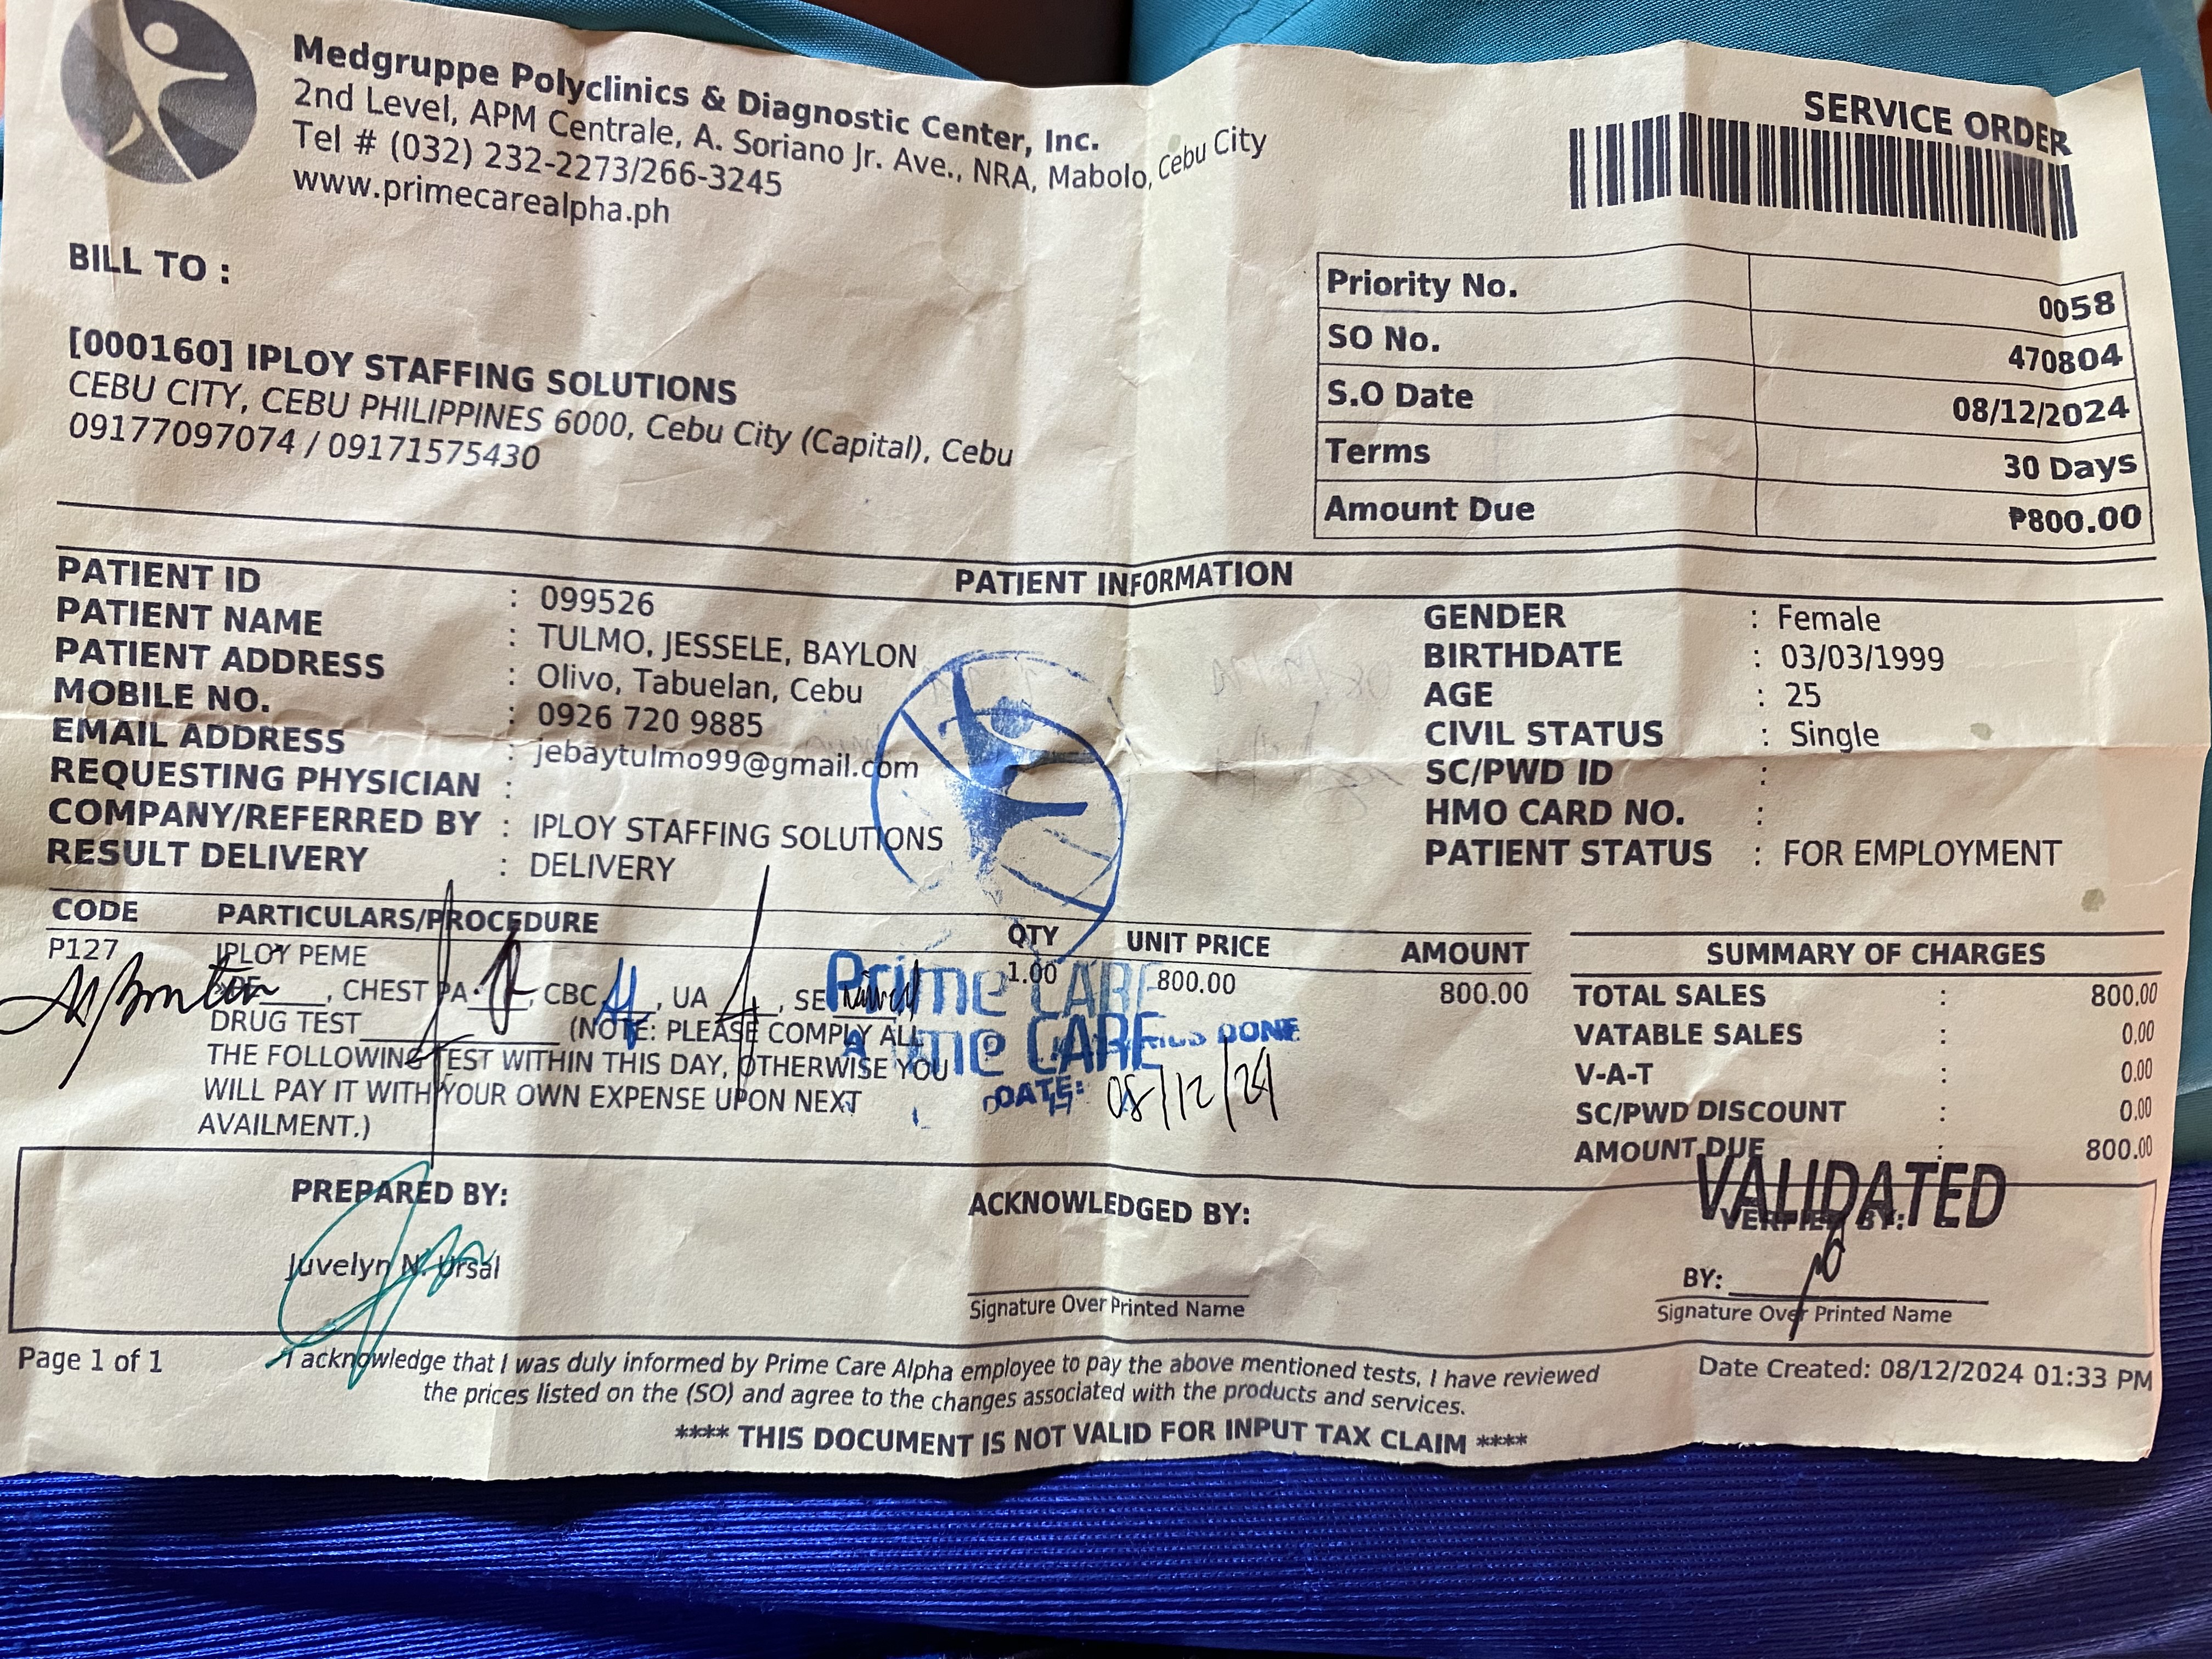 Medgruppe Polyclinics & Diagnostic Center, Inc.
2nd Level, APM Centrale, A. Soriano Jr. Ave., NRA, Mabolo, Cebu City
Tel # (032) 232-2273/266-3245
www.primecarealpha.ph
SERVICE ORDER
BILL TO :
[000160] IPLOY STAFFING SOLUTIONS
CEBU CITY, CEBU PHILIPPINES 6000, Cebu City (Capital), Cebu
09177097074 / 09171575430
Priority No. 0058
SO No. 470804
S.O Date 08/12/2024
Terms 30 Days
Amount Due ₱800.00
PATIENT INFORMATION
PATIENT ID : 099526
PATIENT NAME : TULMO, JESSELE, BAYLON
PATIENT ADDRESS : Olivo, Tabuelan, Cebu
MOBILE NO. : 0926 720 9885
EMAIL ADDRESS : jebaytulmo99@gmail.com
REQUESTING PHYSICIAN :
COMPANY/REFERRED BY : IPLOY STAFFING SOLUTIONS
RESULT DELIVERY : DELIVERY
GENDER : Female
BIRTHDATE : 03/03/1999
AGE : 25
CIVIL STATUS : Single
SC/PWD ID :
HMO CARD NO. :
PATIENT STATUS : FOR EMPLOYMENT
CODE PARTICULARS/PROCEDURE QTY UNIT PRICE AMOUNT
P127 IPLOY PEME 1.00 800.00 800.00
PE____, CHEST PA____, CBC____, UA____, SE____
DRUG TEST____ (NOTE: PLEASE COMPLY ALL
THE FOLLOWING TEST WITHIN THIS DAY, OTHERWISE YOU
WILL PAY IT WITH YOUR OWN EXPENSE UPON NEXT
AVAILMENT.)
Prime CARE
Prime CARE
DONE
DATE: 08/12/24
SUMMARY OF CHARGES
TOTAL SALES : 800.00
VATABLE SALES : 0.00
V-A-T : 0.00
SC/PWD DISCOUNT : 0.00
AMOUNT DUE : 800.00
PREPARED BY:
Juvelyn N. Ursal
ACKNOWLEDGED BY:
Signature Over Printed Name
VALIDATED
VERIFIED BY:
BY:
Signature Over Printed Name
Page 1 of 1
I acknowledge that I was duly informed by Prime Care Alpha employee to pay the above mentioned tests, I have reviewed
the prices listed on the (SO) and agree to the changes associated with the products and services.
Date Created: 08/12/2024 01:33 PM
**** THIS DOCUMENT IS NOT VALID FOR INPUT TAX CLAIM ****